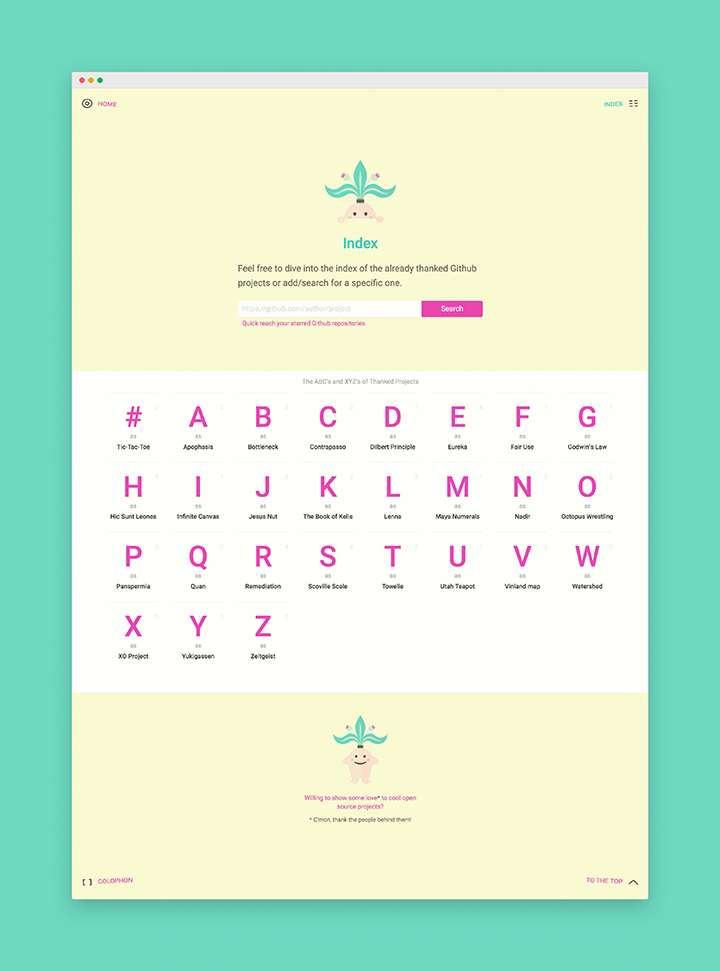 HOME
INDEX
Index
Feel free to dive into the index of the already thanked Github
projects or add/search for a specific one.
https://github.com/author/project
Search
Quick reach your starred Github repositories.
The ABC's and XYZ's of Thanked Projects
# A B C D E F G
as as as as as as as as
Tic-Tac-Toe Apophasis Bottleneck Contrapasso Dilbert Principle Eureka Fair Use Godwin's Law
H I J K L M N O
as as as as as as as as
Hic Sunt Leones Infinite Canvas Jesus Nut The Book of Kells Lenna Maya Numerals Nadir Octopus Wrestling
P Q R S T U V W
as as as as as as as as
Panspermia Quan Remediation Scoville Scale Towelie Utah Teapot Vinland map Watershed
X Y Z
as as as
XO Project Yukigassen Zeitgeist
Willing to show some love* to cool open
source projects?
* C'mon, thank the people behind them!
[ ] COLOPHON
TO THE TOP